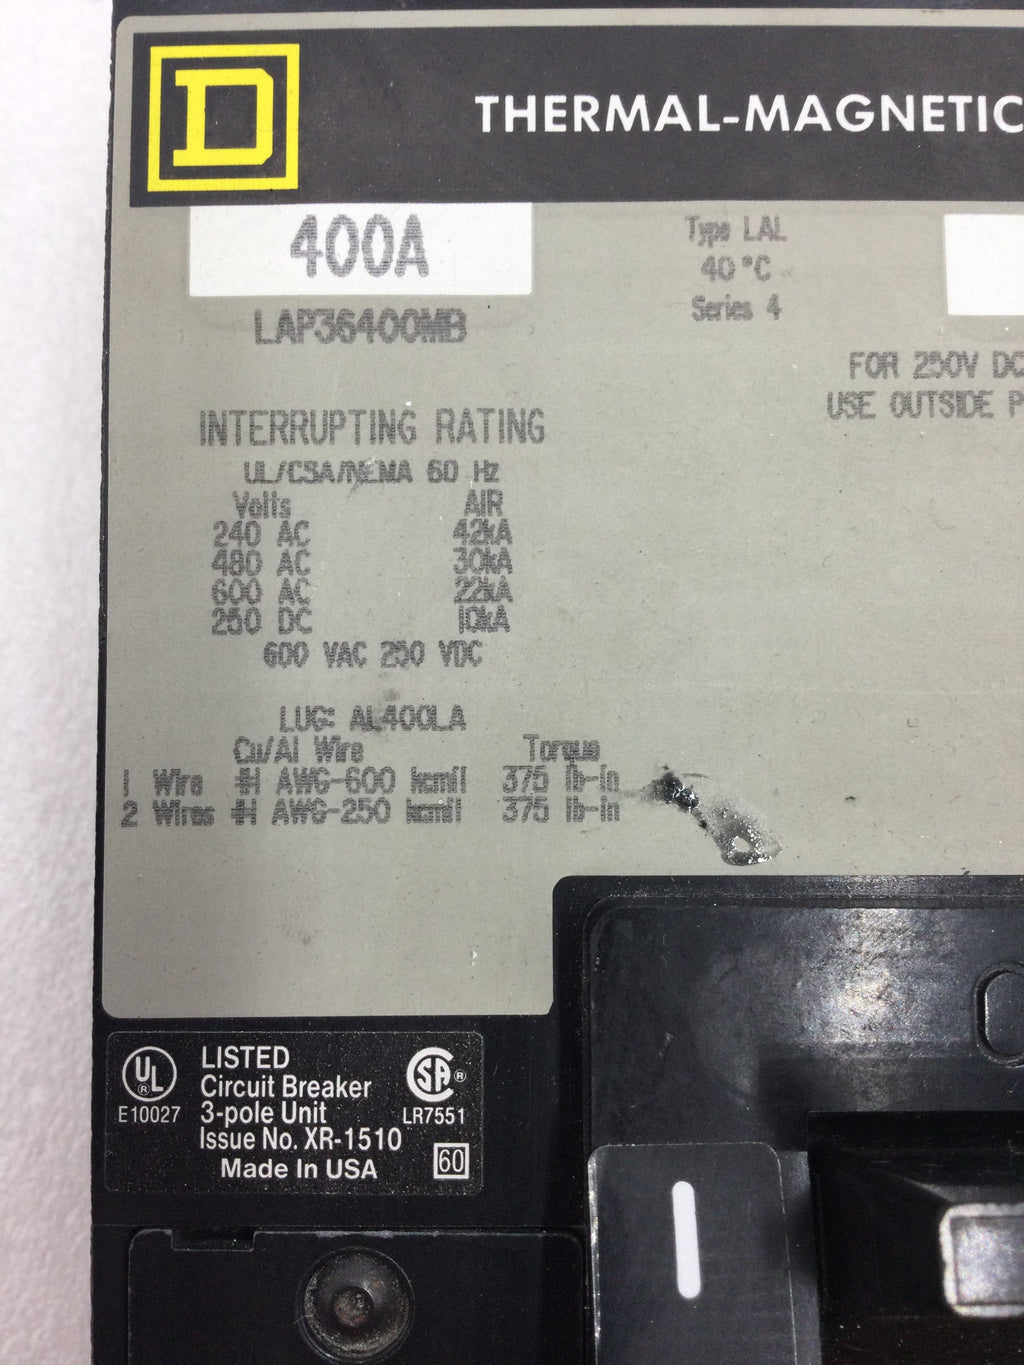 D
THERMAL-MAGNETIC
400A
LAP36400MB
Type LAL
40°C
Series 4
FOR 250V DC
USE OUTSIDE P
INTERRUPTING RATING
UL/CSA/NEMA 60 Hz
Volts AIR
240 AC 42kA
480 AC 30kA
600 AC 22kA
250 DC 10kA
600 VAC 250 VDC
LUG: AL400LA
Cu/Al Wire Torque
1 Wire #1 AWG-600 kcmil 375 lb-in
2 Wires #1 AWG-250 kcmil 375 lb-in
UL ® LISTED SA ®
Circuit Breaker
E10027 3-pole Unit LR7551
Issue No. XR-1510
Made In USA 60